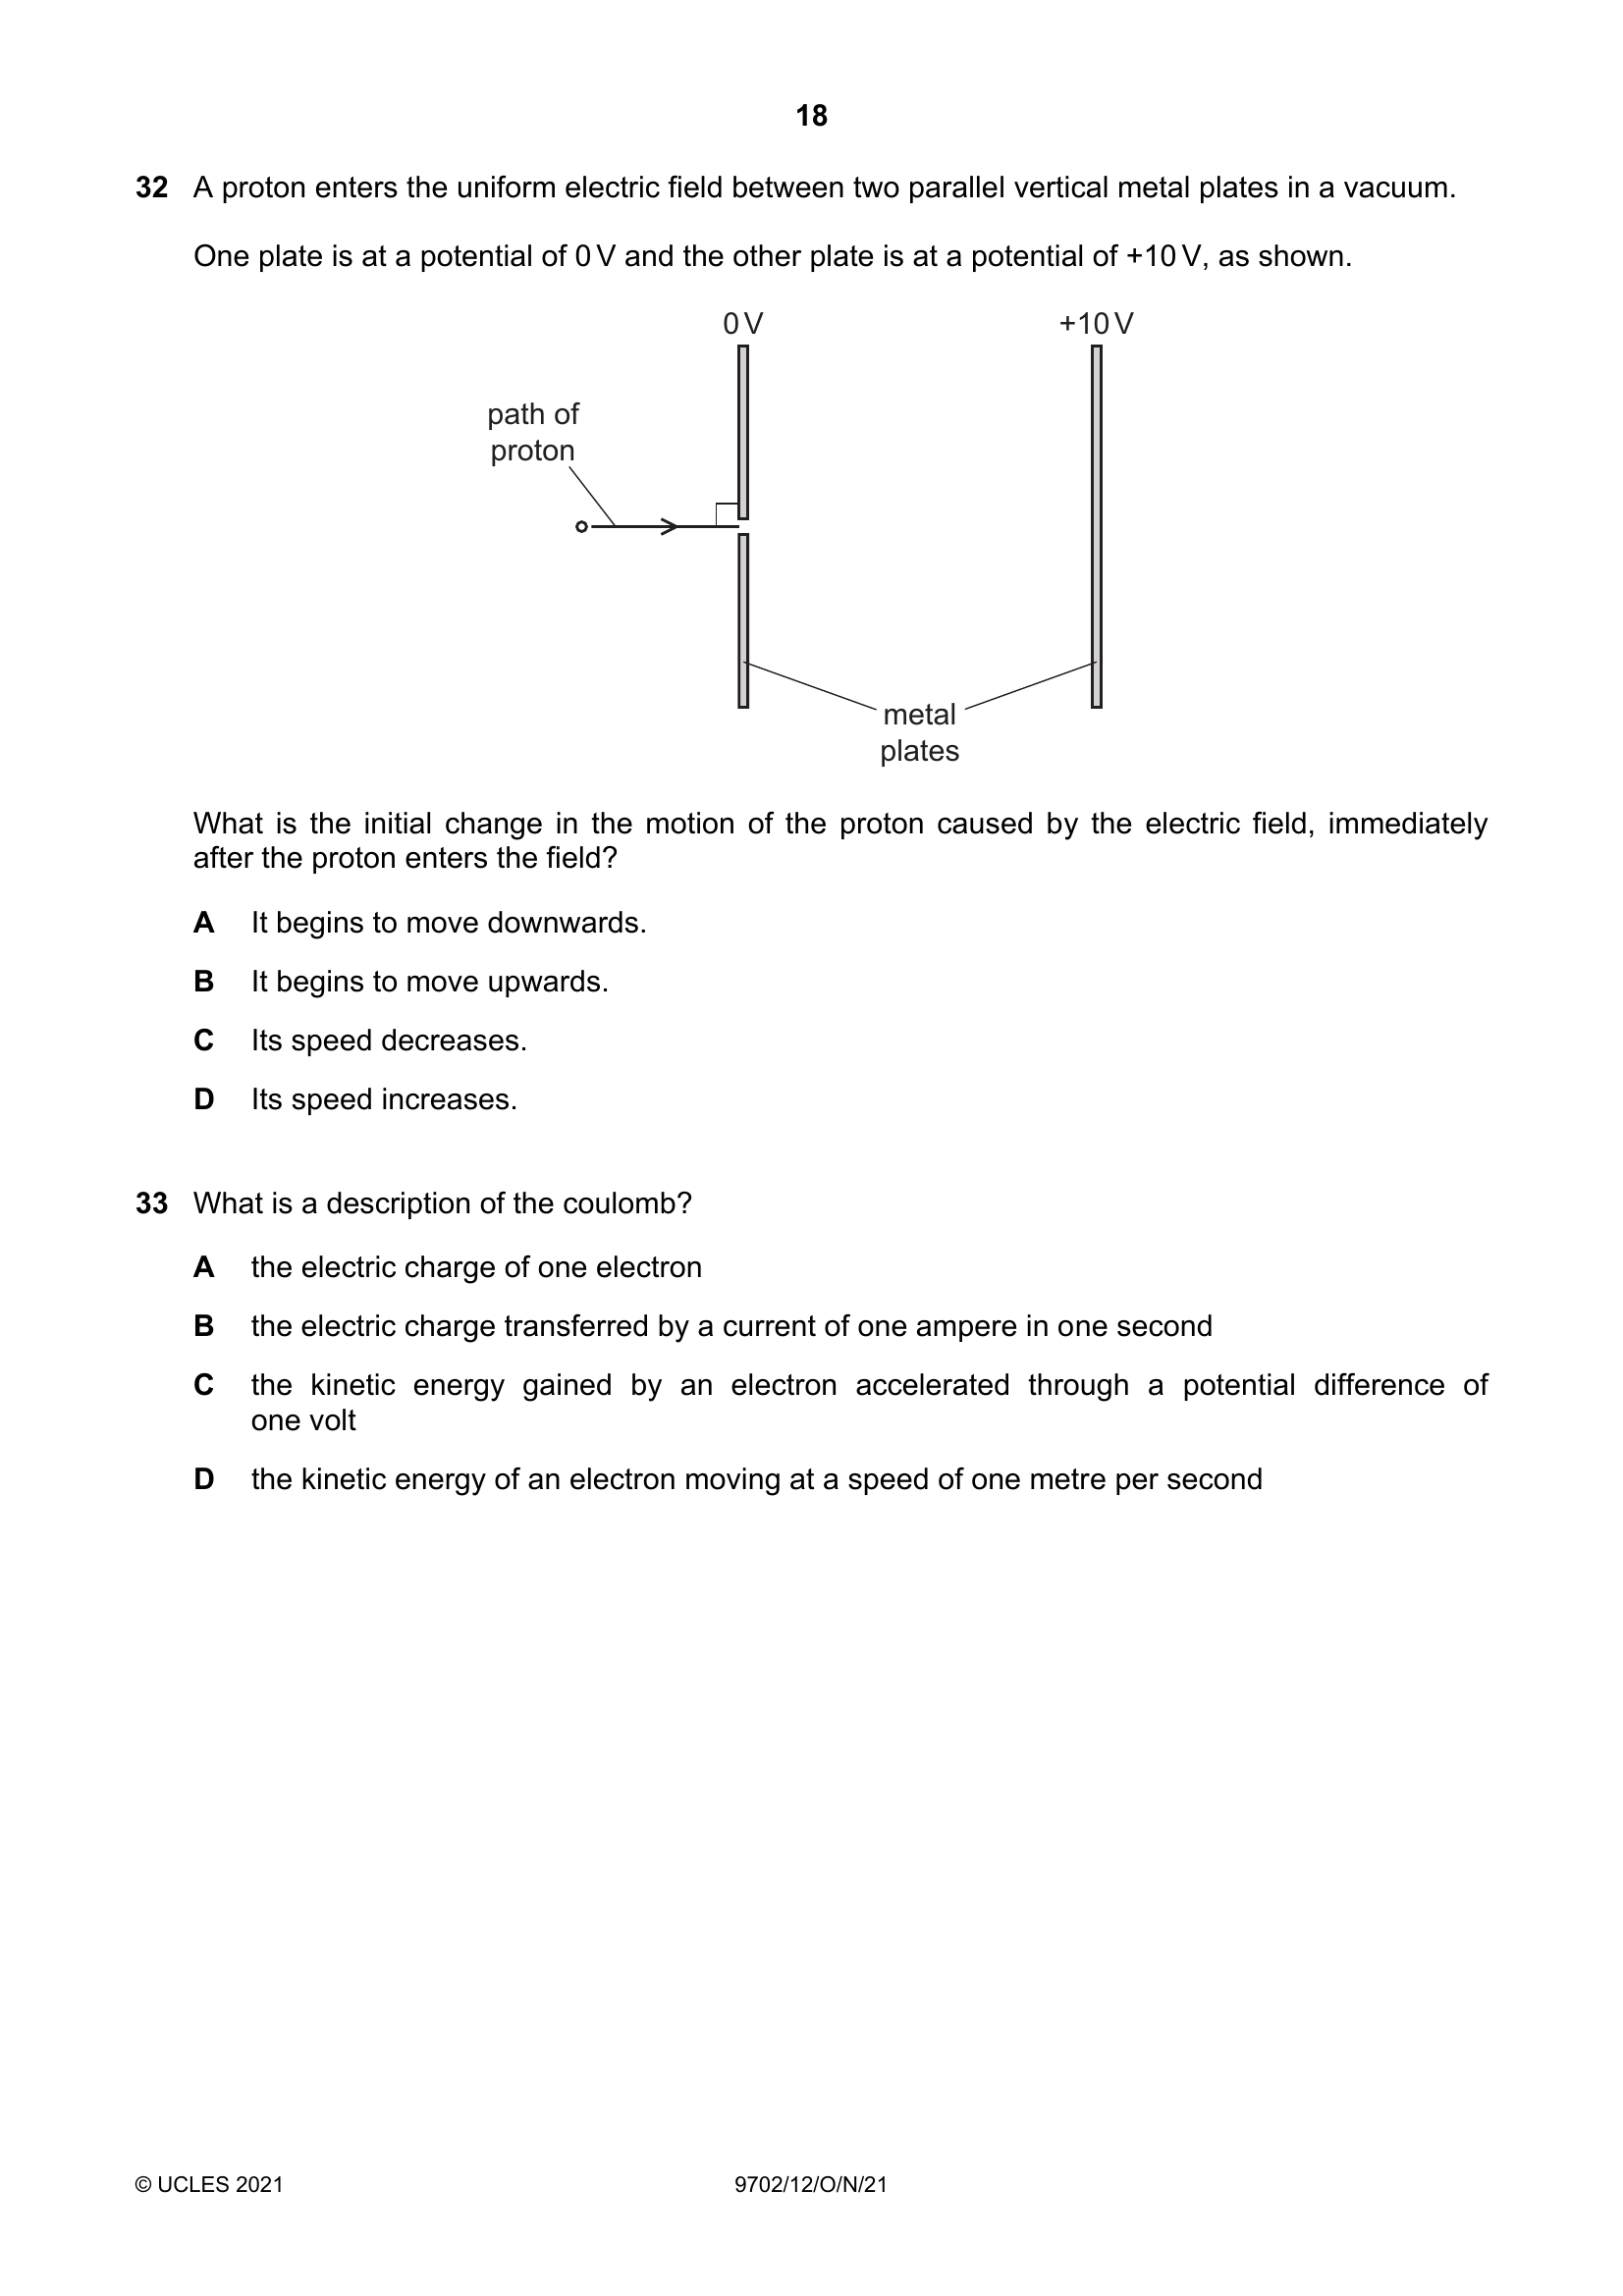 18
32 A proton enters the uniform electric field between two parallel vertical metal plates in a vacuum.
One plate is at a potential of 0 V and the other plate is at a potential of +10 V, as shown.
0 V
+10 V
path of
proton
metal
plates
What is the initial change in the motion of the proton caused by the electric field, immediately
after the proton enters the field?
A It begins to move downwards.
B It begins to move upwards.
C Its speed decreases.
D Its speed increases.
33 What is a description of the coulomb?
A the electric charge of one electron
B the electric charge transferred by a current of one ampere in one second
C the kinetic energy gained by an electron accelerated through a potential difference of
one volt
D the kinetic energy of an electron moving at a speed of one metre per second
© UCLES 2021
9702/12/O/N/21